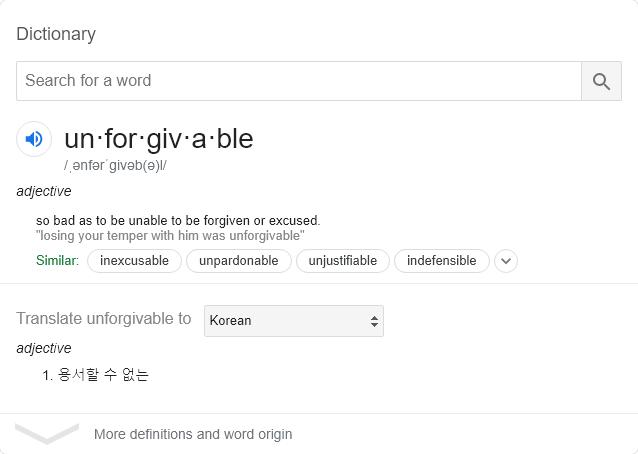 Dictionary
Search for a word
un·for·giv·a·ble
/ˌənfərˈɡivəb(ə)l/
adjective
so bad as to be unable to be forgiven or excused.
"losing your temper with him was unforgivable"
Similar: inexcusable unpardonable unjustifiable indefensible
Translate unforgivable to Korean
adjective
1. 용서할 수 없는
More definitions and word origin